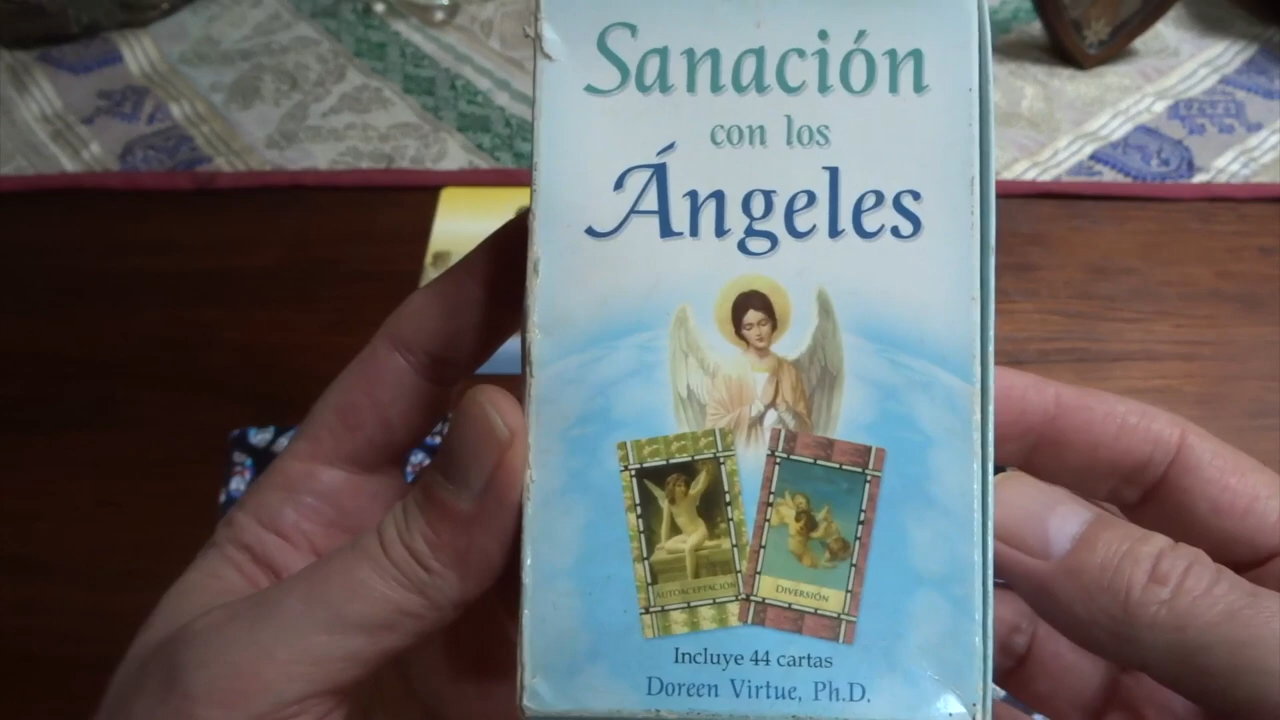 Sanación
con los
Ángeles
AUTOACEPTACIÓN
DIVERSIÓN
Incluye 44 cartas
Doreen Virtue, Ph.D.